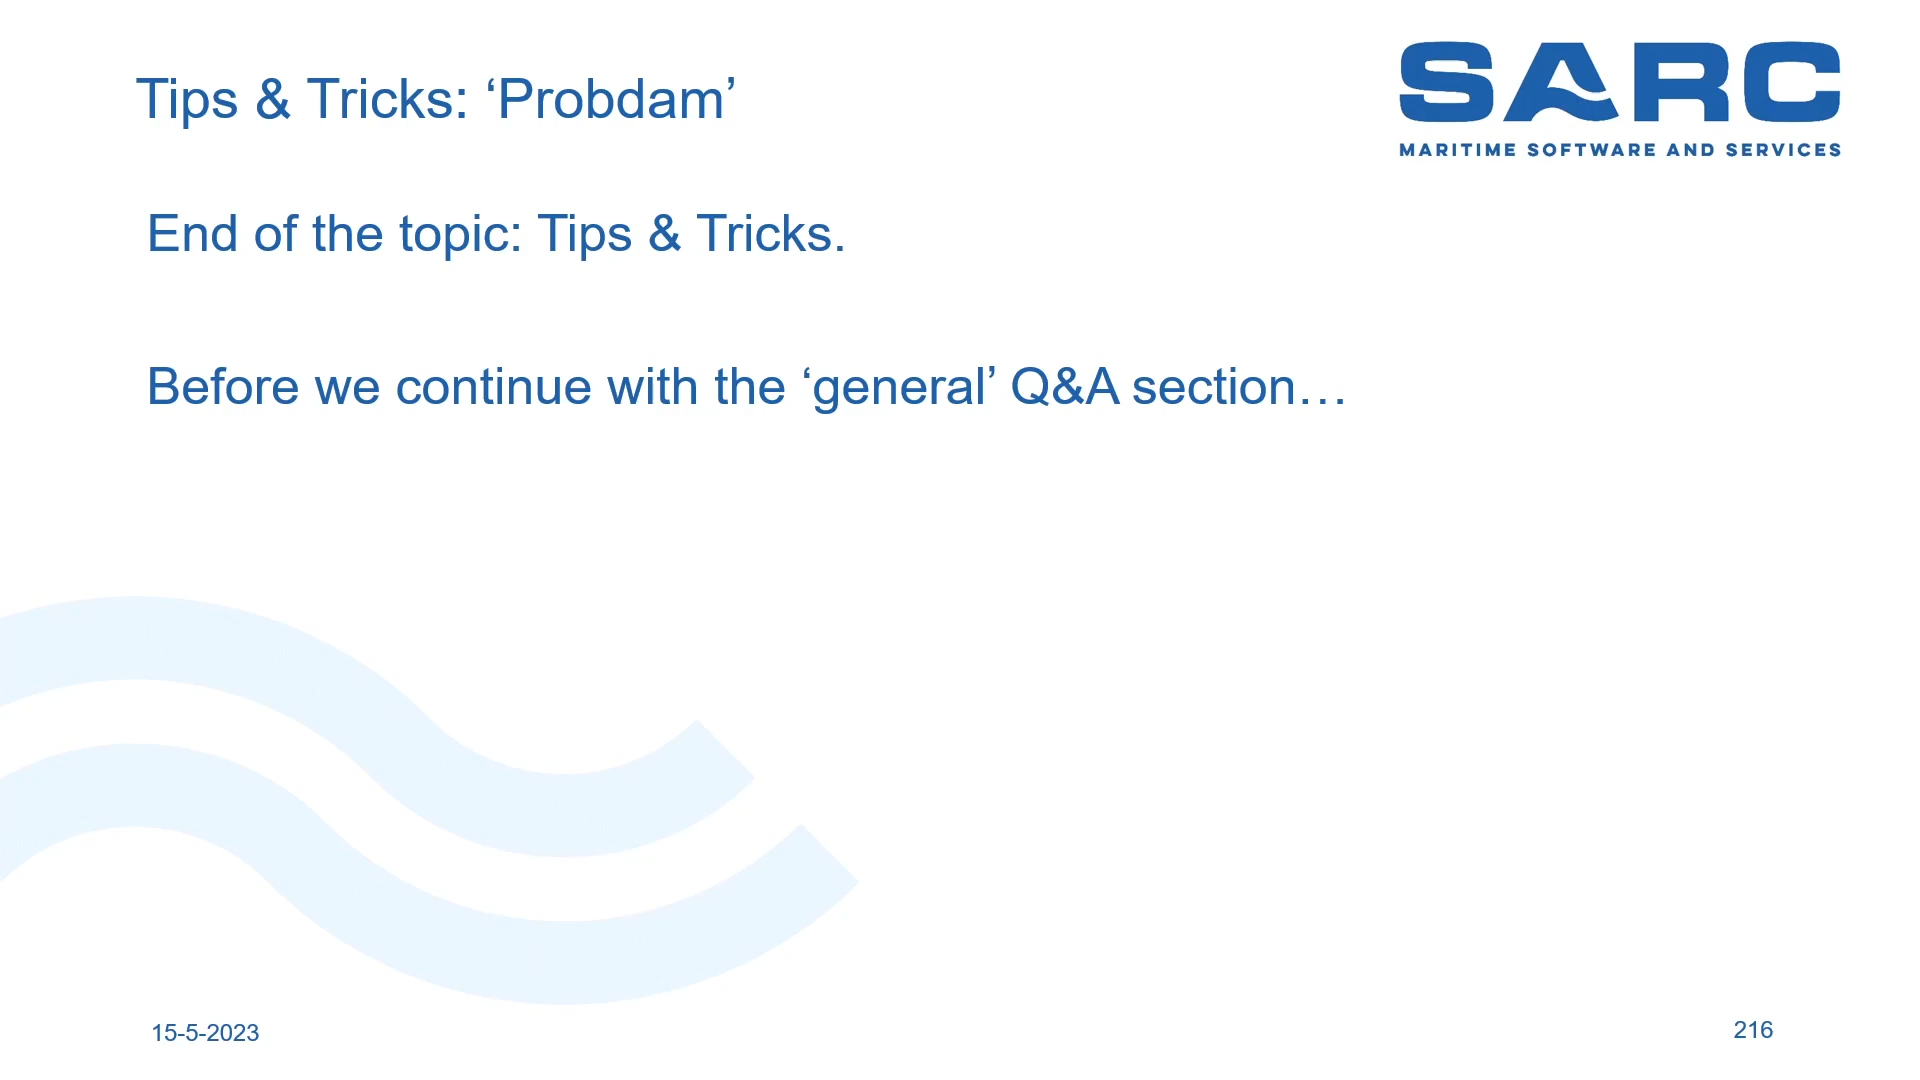 Tips & Tricks: ‘Probdam’
SARC
MARITIME SOFTWARE AND SERVICES
End of the topic: Tips & Tricks.
Before we continue with the ‘general’ Q&A section…
15-5-2023
216